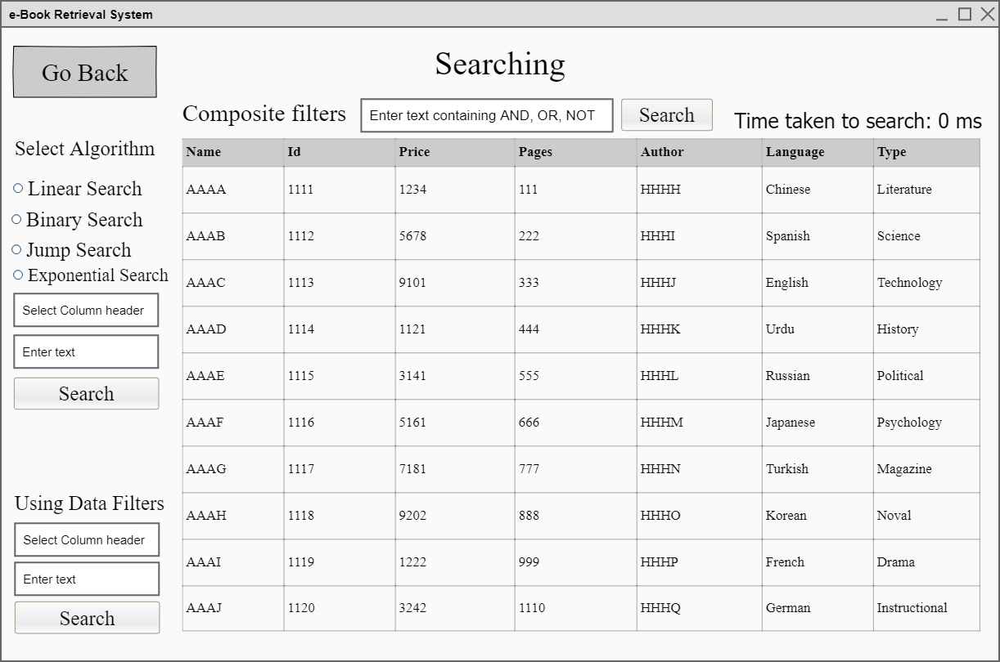 e-Book Retrieval System
Go Back
Searching
Composite filters Enter text containing AND, OR, NOT Search Time taken to search: 0 ms
Select Algorithm
Linear Search
Binary Search
Jump Search
Exponential Search
Select Column header
Enter text
Search
Using Data Filters
Select Column header
Enter text
Search
Name Id Price Pages Author Language Type
AAAA 1111 1234 111 HHHH Chinese Literature
AAAB 1112 5678 222 HHHI Spanish Science
AAAC 1113 9101 333 HHHJ English Technology
AAAD 1114 1121 444 HHHK Urdu History
AAAE 1115 3141 555 HHHL Russian Political
AAAF 1116 5161 666 HHHM Japanese Psychology
AAAG 1117 7181 777 HHHN Turkish Magazine
AAAH 1118 9202 888 HHHO Korean Noval
AAAI 1119 1222 999 HHHP French Drama
AAAJ 1120 3242 1110 HHHQ German Instructional